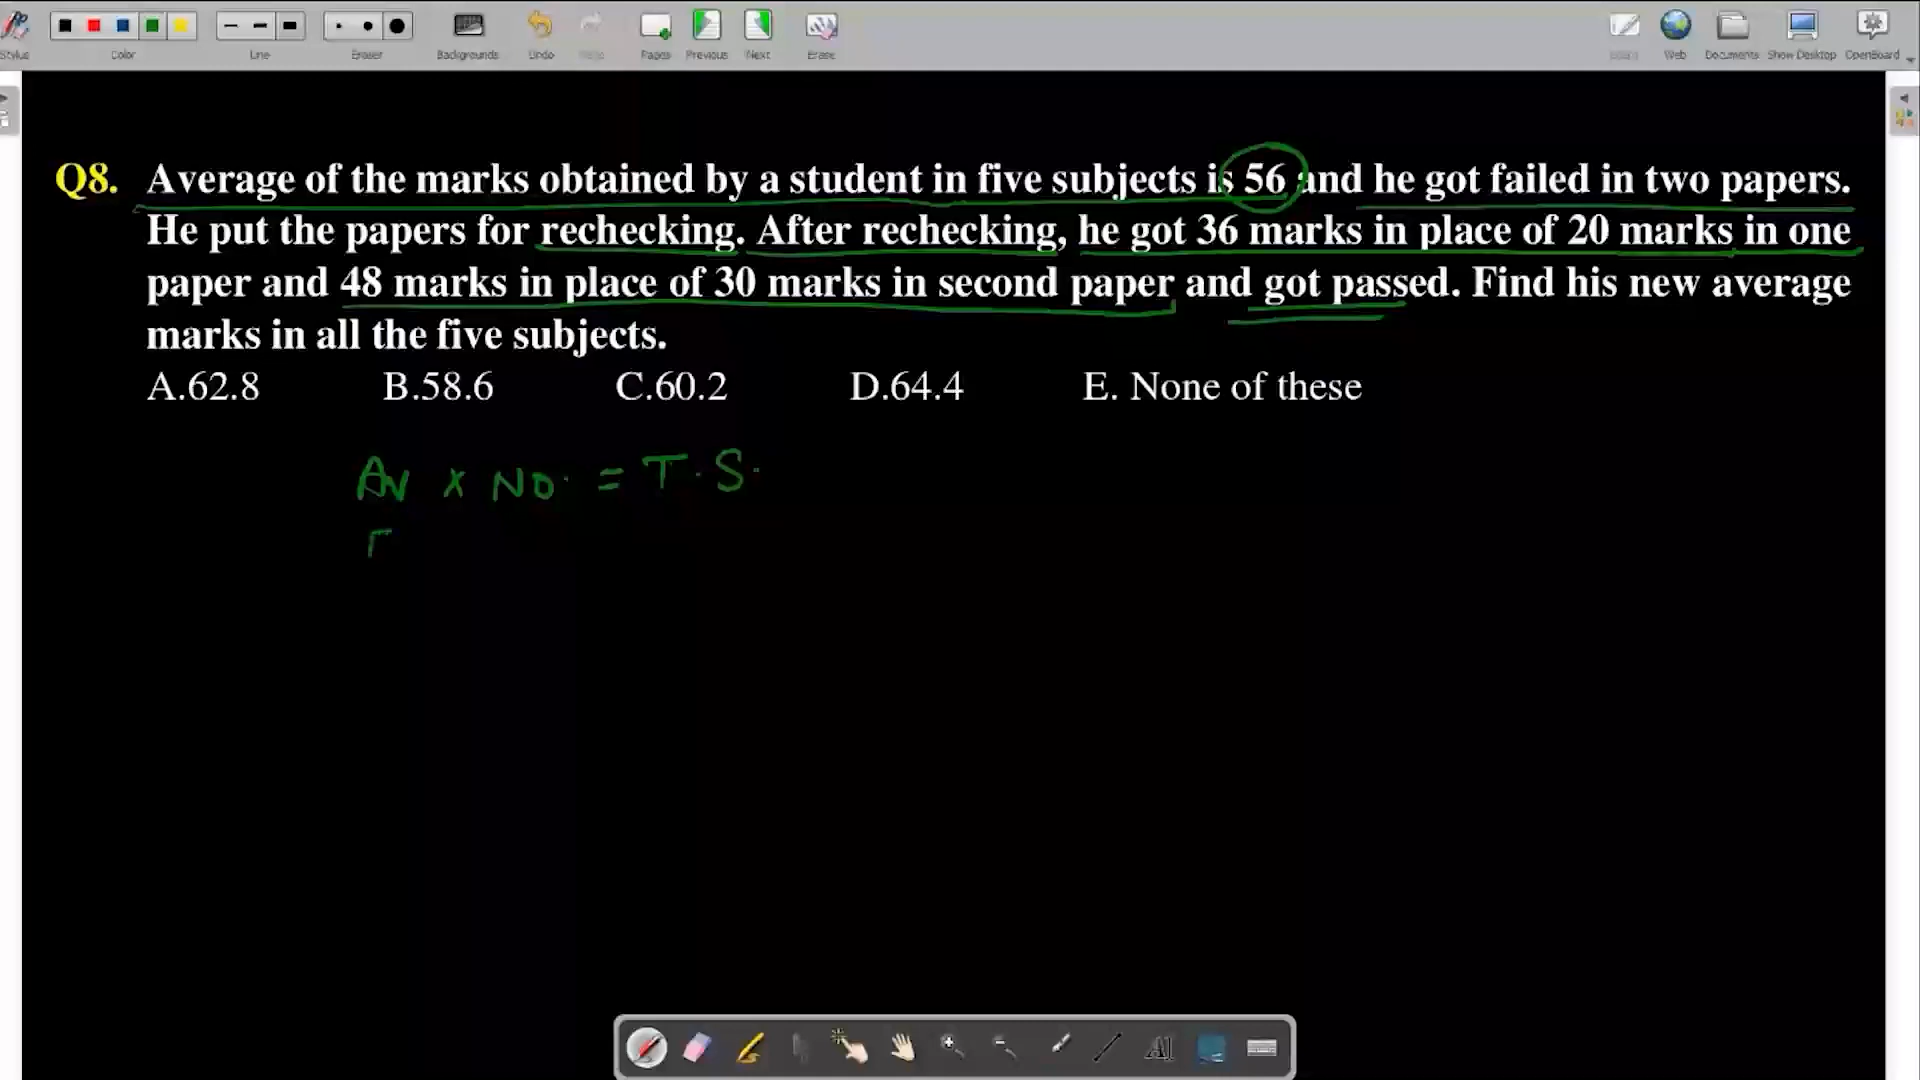 Stylus
Color
Line
Eraser
Backgrounds
Undo
Pages
Previous
Next
Erase
Web
Documents
Show Desktop
OpenBoard
Q8. Average of the marks obtained by a student in five subjects is 56 and he got failed in two papers.
He put the papers for rechecking. After rechecking, he got 36 marks in place of 20 marks in one
paper and 48 marks in place of 30 marks in second paper and got passed. Find his new average
marks in all the five subjects.
A.62.8 B.58.6 C.60.2 D.64.4 E. None of these
Av x No. = T.S.